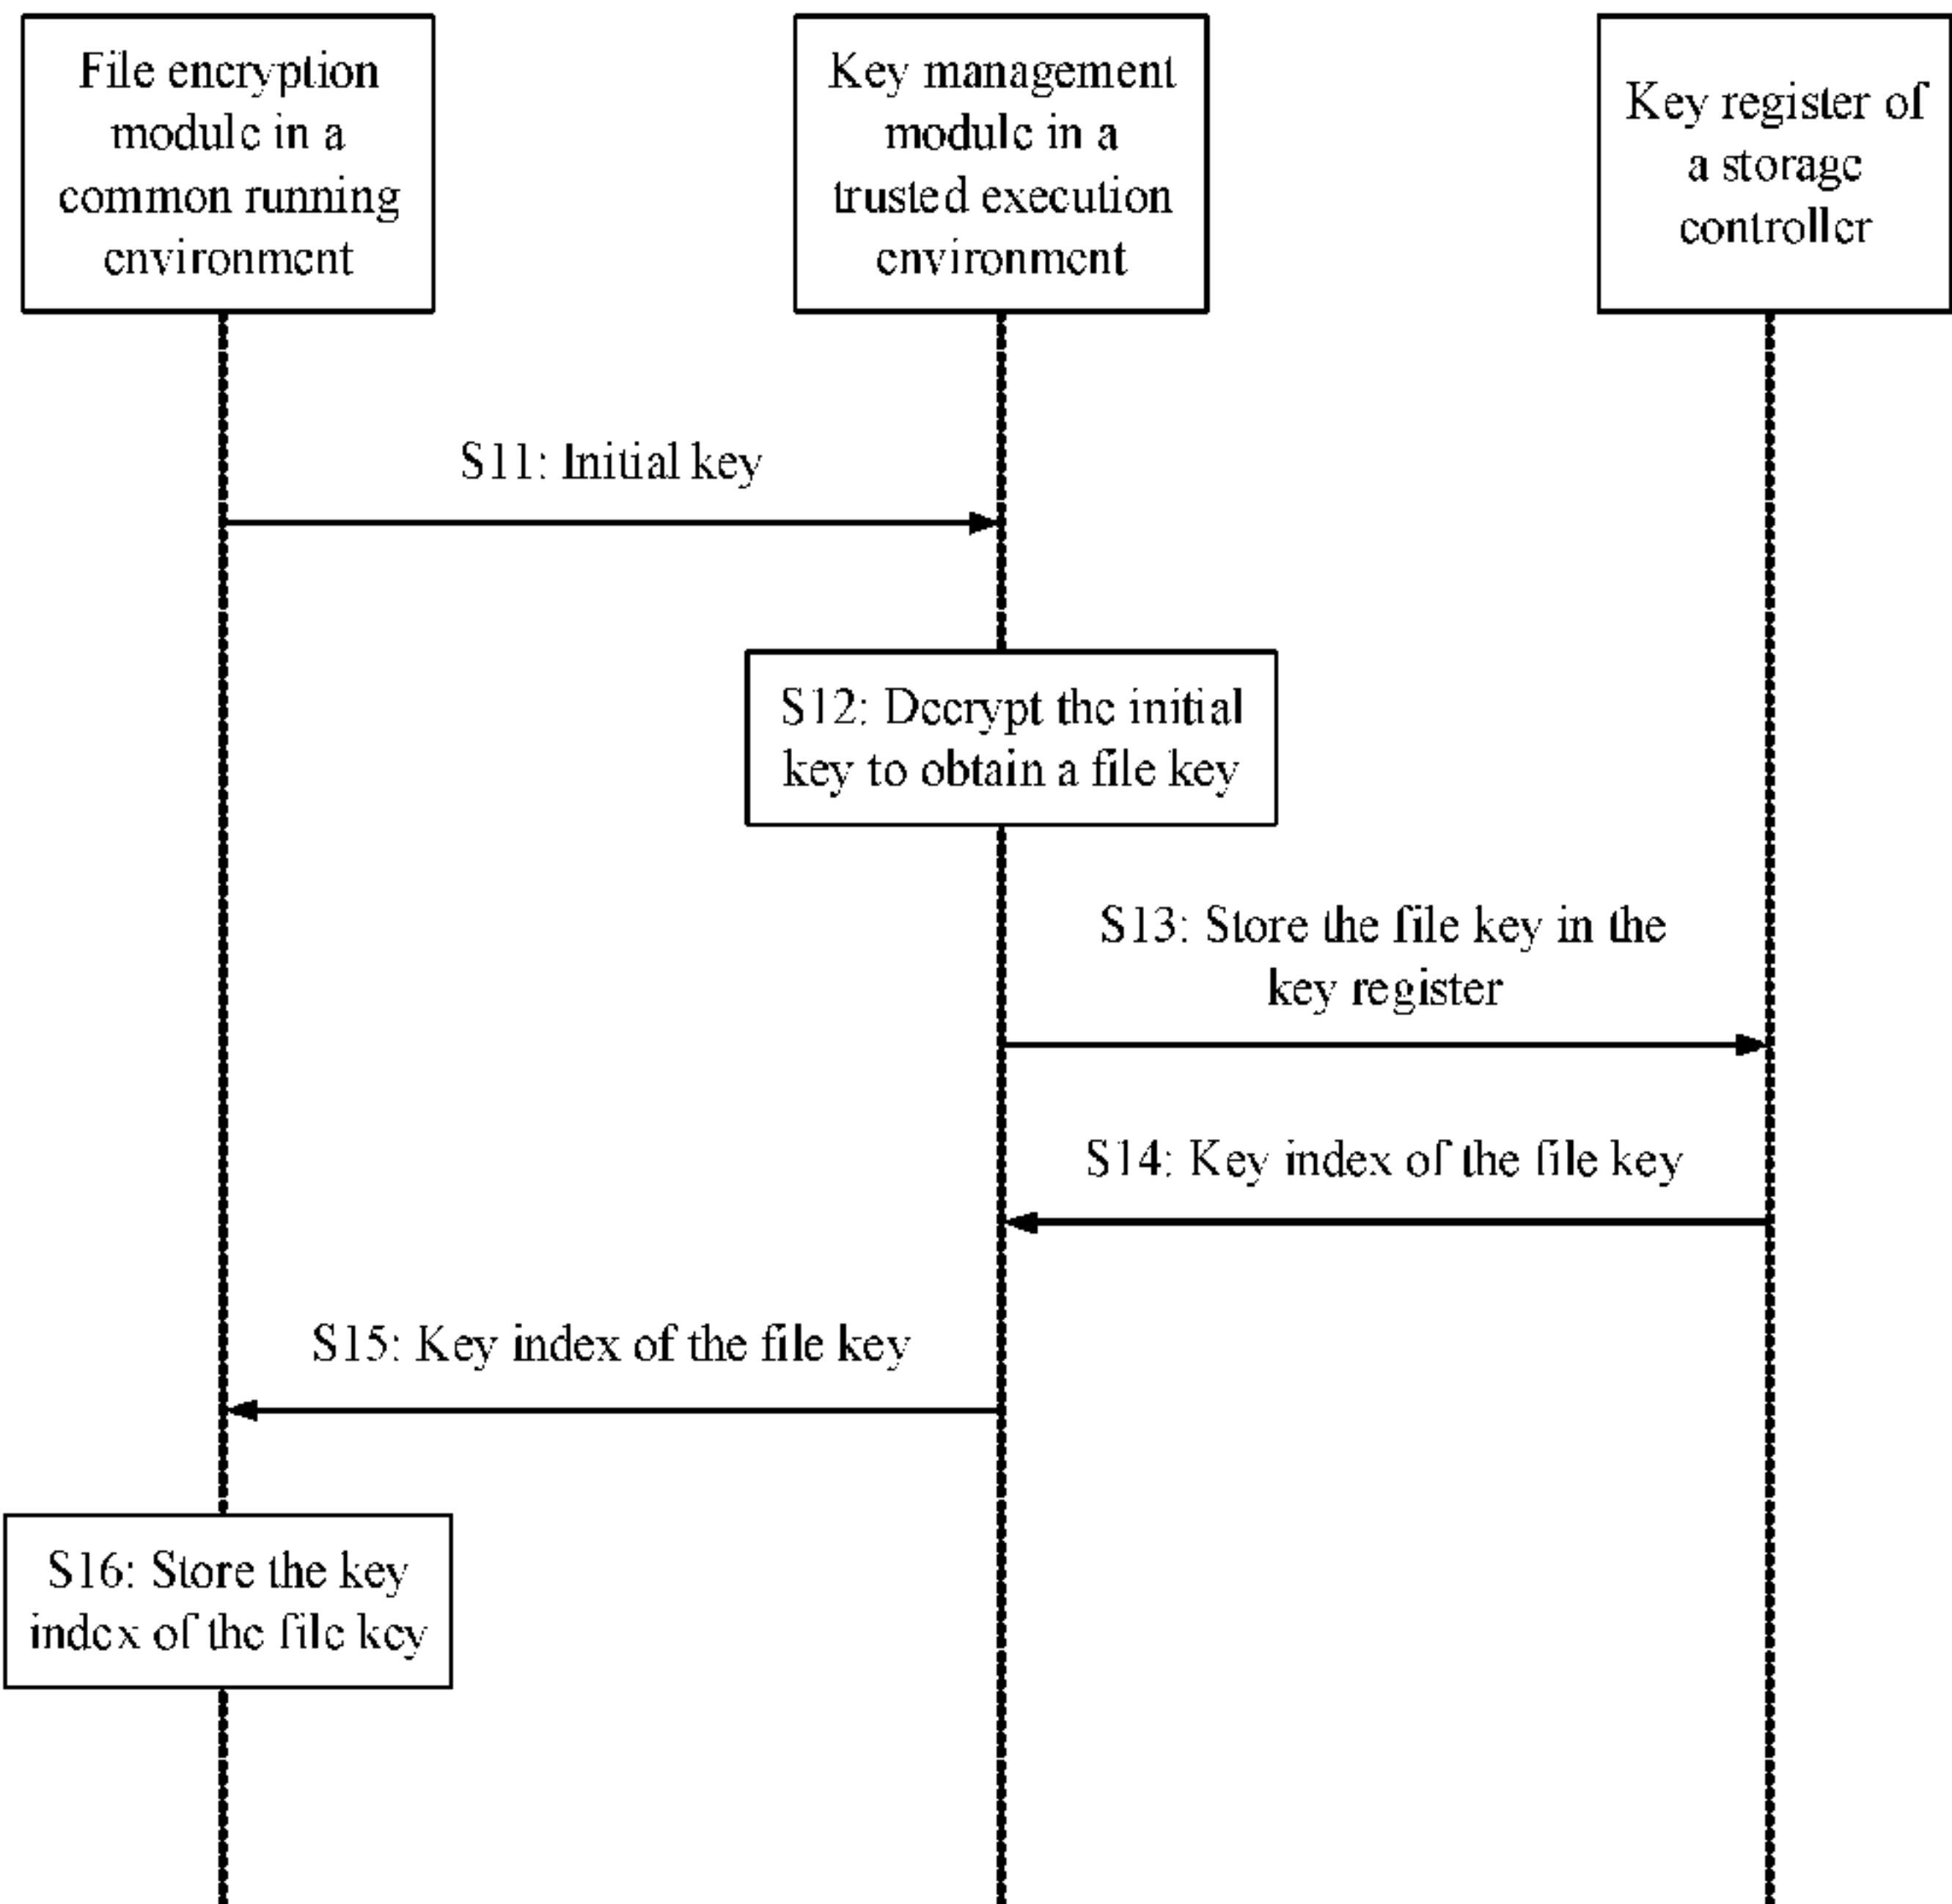 File encryption
module in a
common running
environment
Key management
module in a
trusted execution
environment
Key register of
a storage
controller
S11: Initial key
S12: Decrypt the initial
key to obtain a file key
S13: Store the file key in the
key register
S14: Key index of the file key
S15: Key index of the file key
S16: Store the key
index of the file key